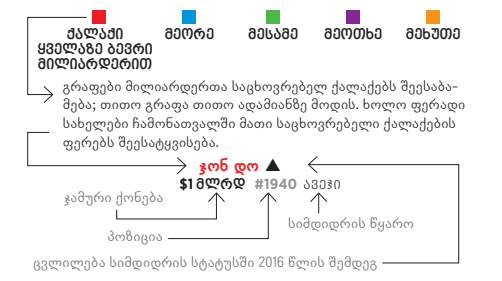 ქალაქი ყველაზე ბევრი მილიარდერით
მეორე
მესამე
მეოთხე
მეხუთე
გრაფები მილიარდერთა საცხოვრებელ ქალაქებს შეესაბა-
მება; თითო გრაფა თითო ადამიანზე მოდის. ხოლო ფერადი
სახელები ჩამონათვალში მათი საცხოვრებელი ქალაქების
ფერებს შეესატყვისება.
ჯონ დო ▲
$1 მლრდ #1940 ავეჯი
ჯამური ქონება
სიმდიდრის წყარო
პოზიცია
ცვლილება სიმდიდრის სტატუსში 2016 წლის შემდეგ